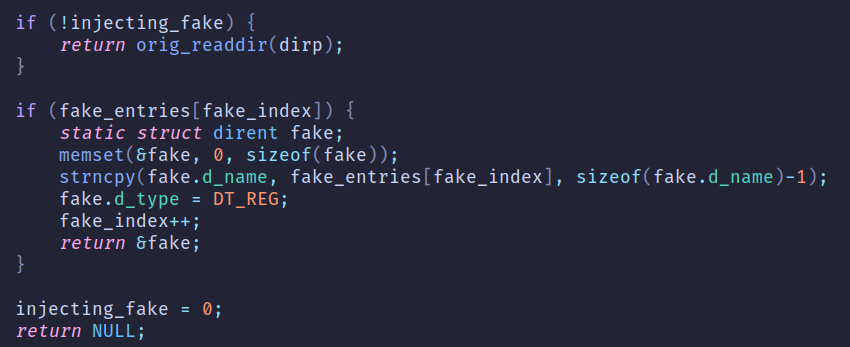 if (!injecting_fake) {
    return orig_readdir(dirp);
}

if (fake_entries[fake_index]) {
    static struct dirent fake;
    memset(&fake, 0, sizeof(fake));
    strncpy(fake.d_name, fake_entries[fake_index], sizeof(fake.d_name)-1);
    fake.d_type = DT_REG;
    fake_index++;
    return &fake;
}

injecting_fake = 0;
return NULL;